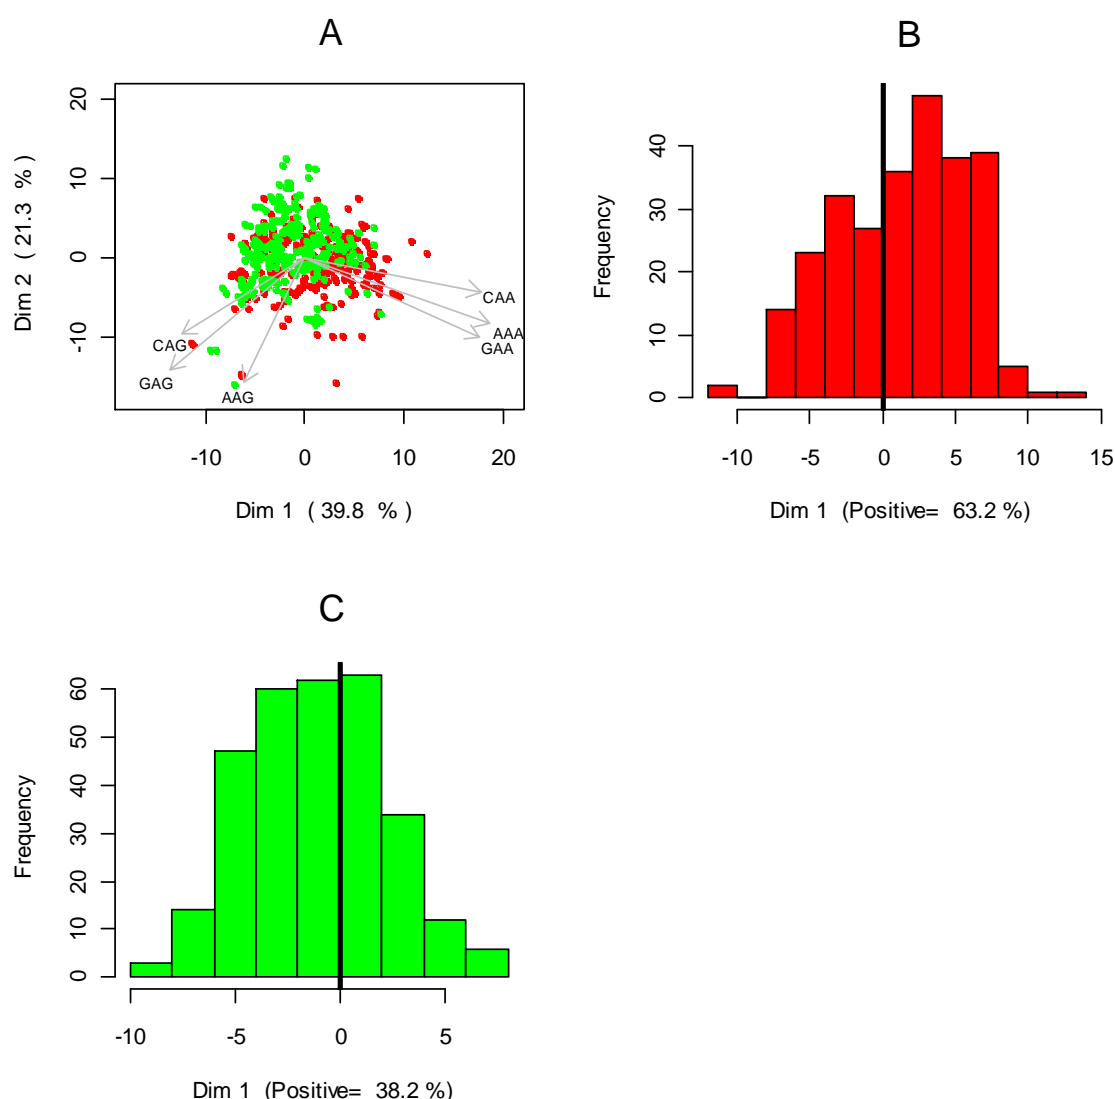 A
20
10
0
-10
Dim 2 ( 21.3 % )
CAA
AAA
GAA
CAG
GAG
AAG
-10 0 10 20
Dim 1 ( 39.8 % )
B
40
30
20
10
0
Frequency
-10 -5 0 5 10 15
Dim 1 (Positive= 63.2 %)
C
60
50
40
30
20
10
0
Frequency
-10 -5 0 5
Dim 1 (Positive= 38.2 %)